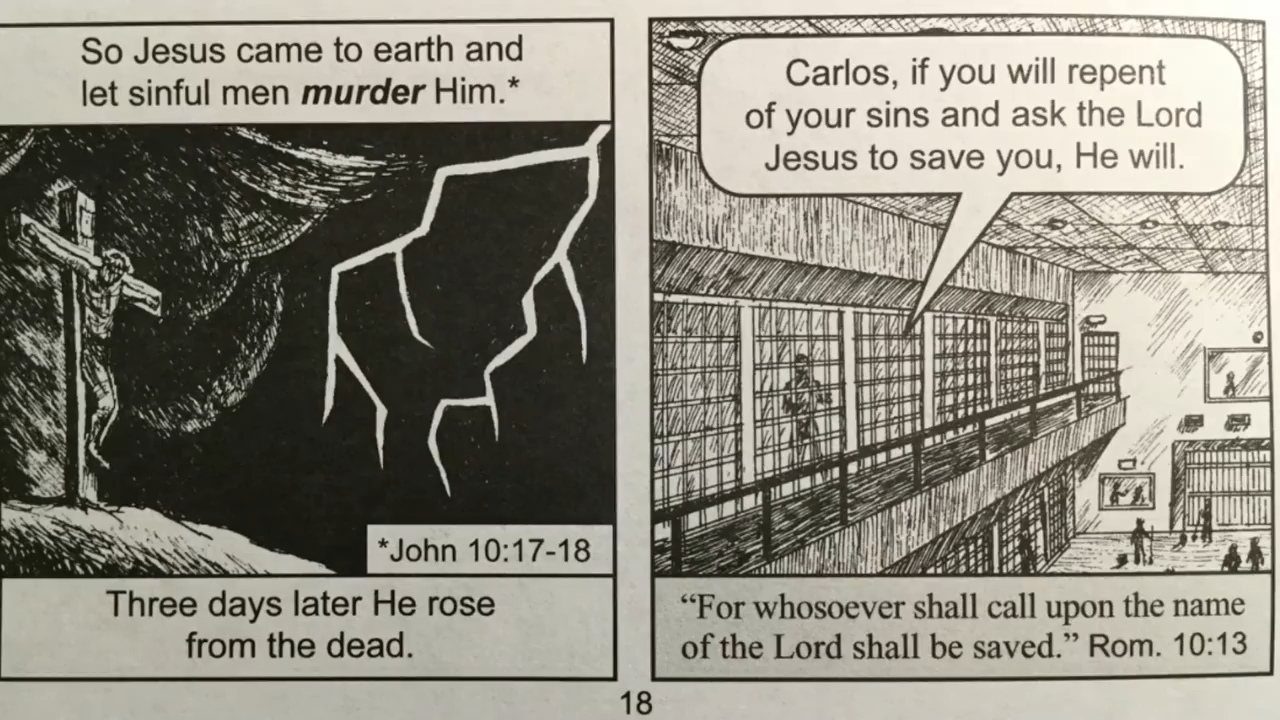 So Jesus came to earth and
let sinful men murder Him.*
*John 10:17-18
Three days later He rose
from the dead.
Carlos, if you will repent
of your sins and ask the Lord
Jesus to save you, He will.
“For whosoever shall call upon the name
of the Lord shall be saved.” Rom. 10:13
18